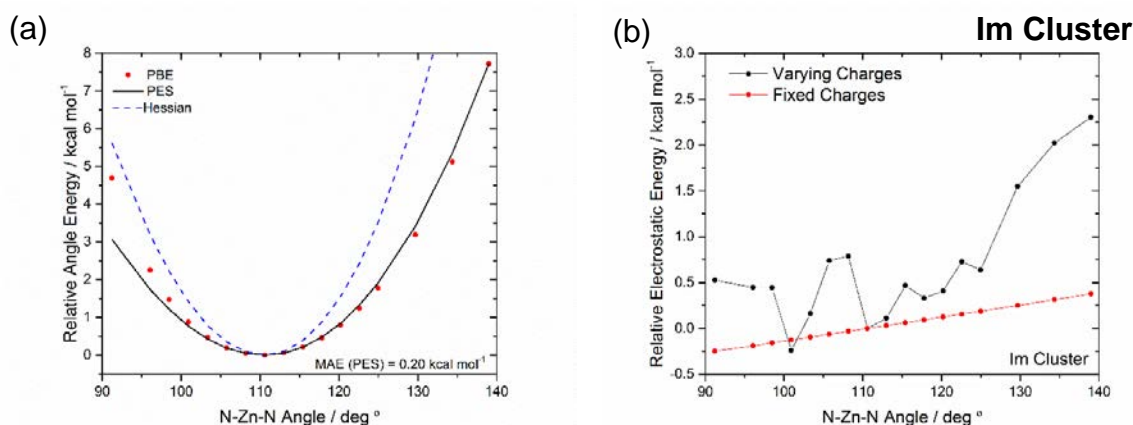 (a)
(b)
Im Cluster
Relative Angle Energy / kcal mol⁻¹
8
7
6
5
4
3
2
1
0
PBE
PES
Hessian
MAE (PES) = 0.20 kcal mol⁻¹
90 100 110 120 130 140
N-Zn-N Angle / deg º
Relative Electrostatic Energy / kcal mol⁻¹
3.0
2.5
2.0
1.5
1.0
0.5
0.0
-0.5
Varying Charges
Fixed Charges
Im Cluster
90 100 110 120 130 140
N-Zn-N Angle / deg º